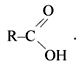 O
R–C
OH .